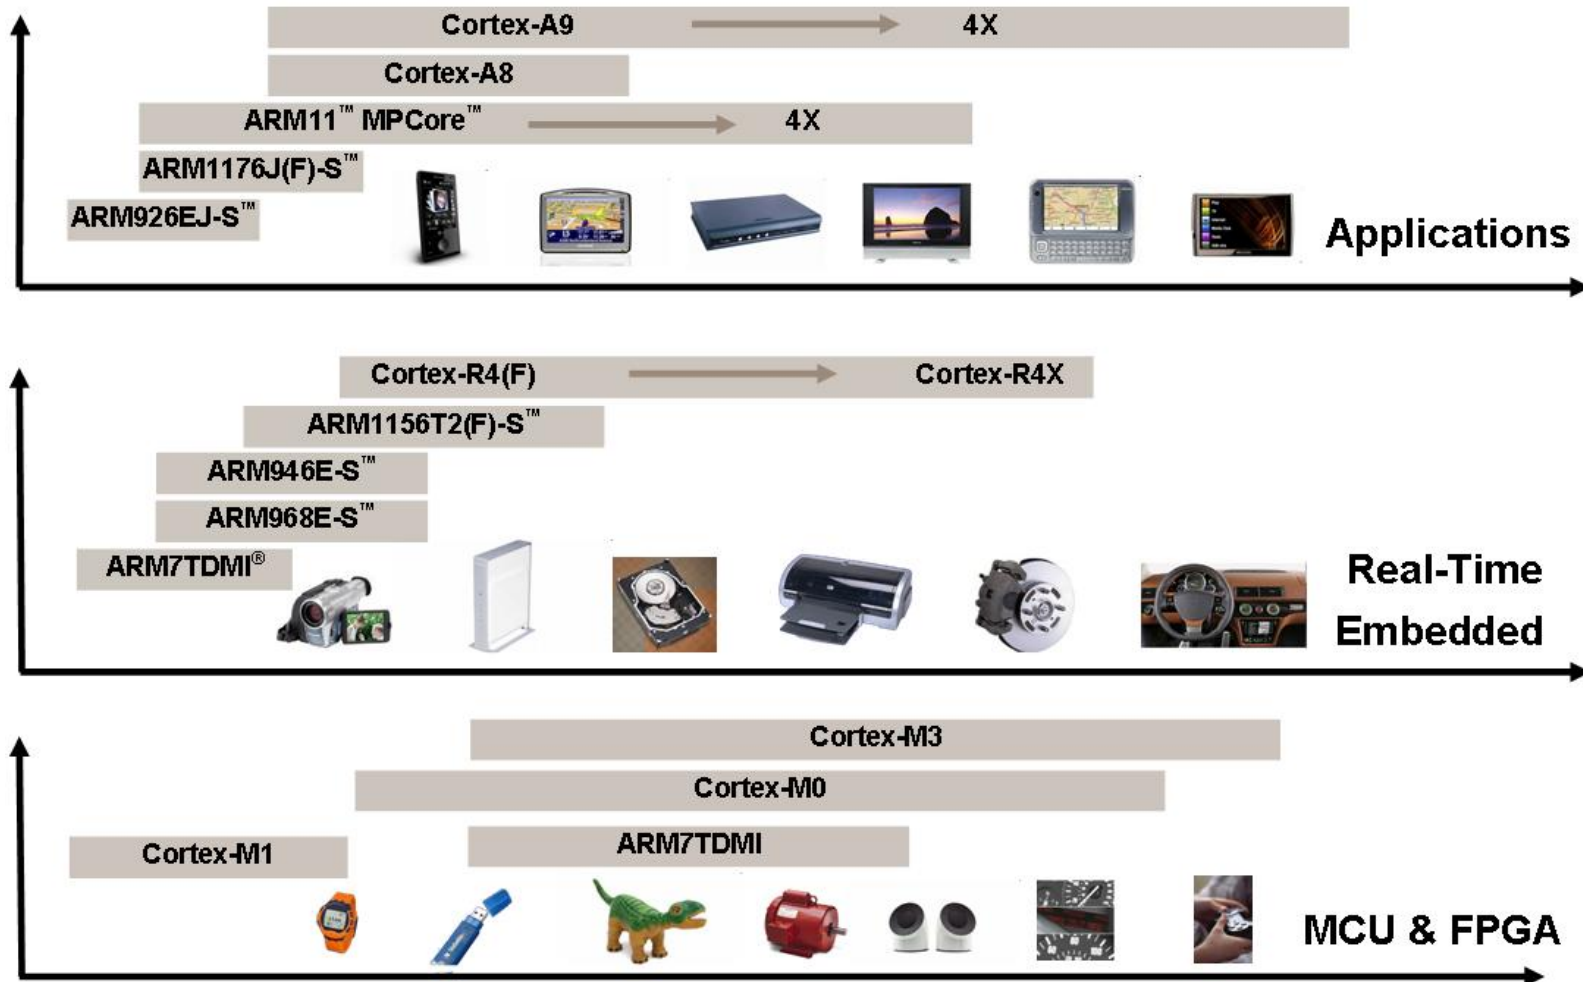 Cortex-A9 4X
Cortex-A8
ARM11™ MPCore™ 4X
ARM1176J(F)-S™
ARM926EJ-S™
Applications
Cortex-R4(F) Cortex-R4X
ARM1156T2(F)-S™
ARM946E-S™
ARM968E-S™
ARM7TDMI®
Real-Time
Embedded
Cortex-M3
Cortex-M0
Cortex-M1 ARM7TDMI
MCU & FPGA